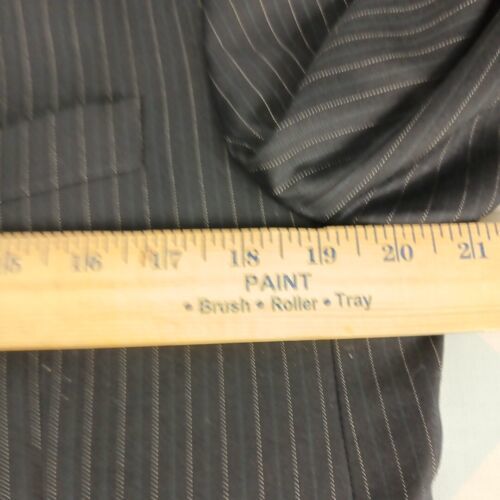 15 16 17 18 19 20 21
PAINT
• Brush • Roller • Tray